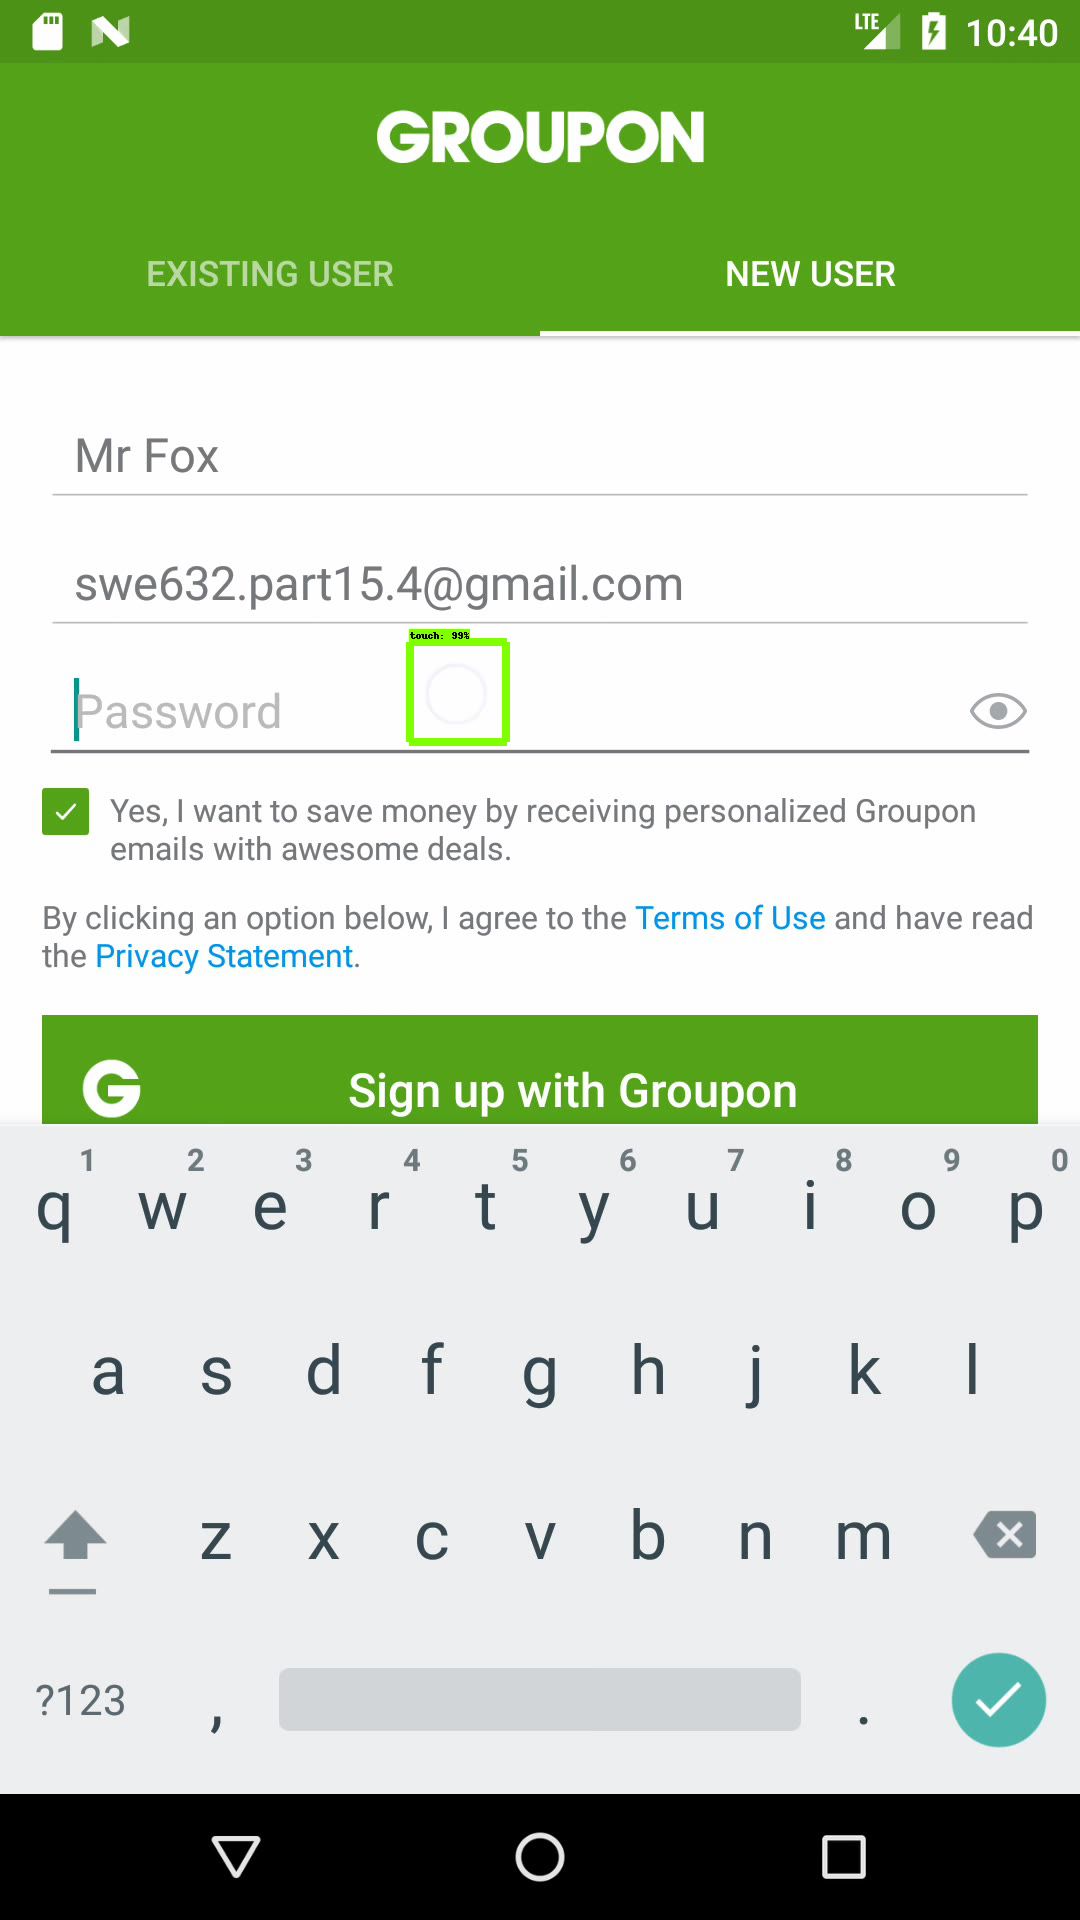 LTE 10:40
GROUPON
EXISTING USER NEW USER
Mr Fox
swe632.part15.4@gmail.com
touch: 99%
Password
Yes, I want to save money by receiving personalized Groupon
emails with awesome deals.
By clicking an option below, I agree to the Terms of Use and have read
the Privacy Statement.
G Sign up with Groupon
1 2 3 4 5 6 7 8 9 0
q w e r t y u i o p
a s d f g h j k l
z x c v b n m
?123 , .